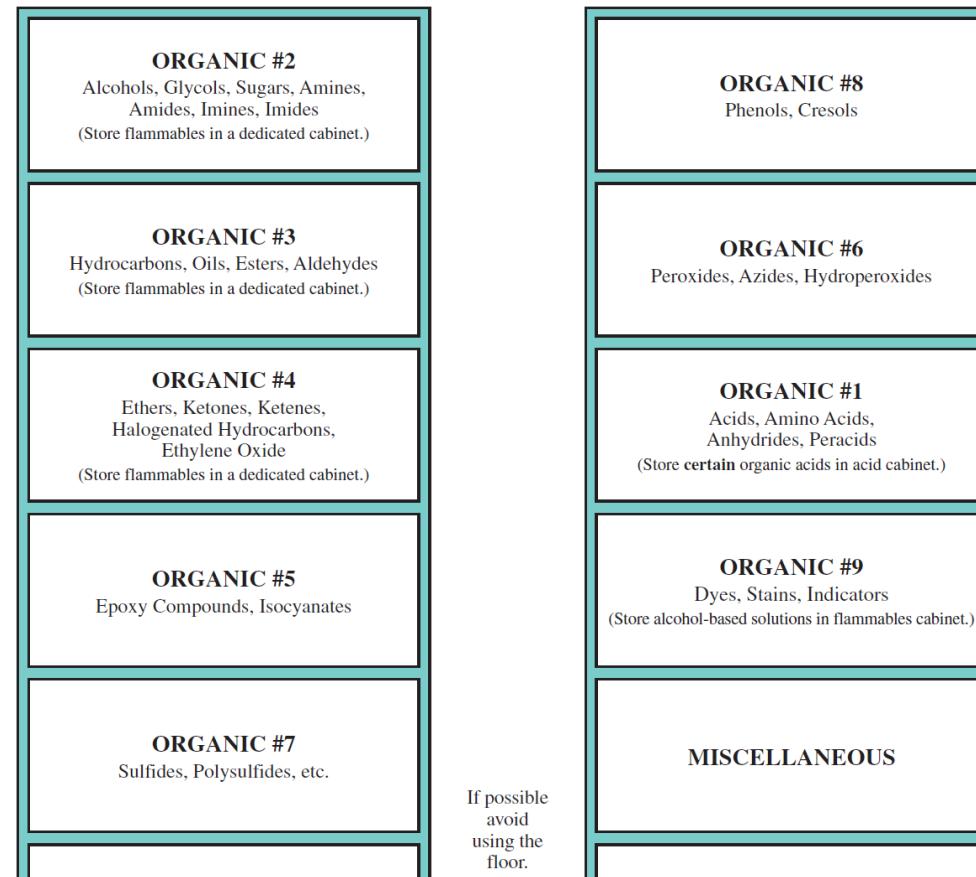 ORGANIC #2
Alcohols, Glycols, Sugars, Amines,
Amides, Imines, Imides
(Store flammables in a dedicated cabinet.)
ORGANIC #3
Hydrocarbons, Oils, Esters, Aldehydes
(Store flammables in a dedicated cabinet.)
ORGANIC #4
Ethers, Ketones, Ketenes,
Halogenated Hydrocarbons,
Ethylene Oxide
(Store flammables in a dedicated cabinet.)
ORGANIC #5
Epoxy Compounds, Isocyanates
ORGANIC #7
Sulfides, Polysulfides, etc.
If possible
avoid
using the
floor.
ORGANIC #8
Phenols, Cresols
ORGANIC #6
Peroxides, Azides, Hydroperoxides
ORGANIC #1
Acids, Amino Acids,
Anhydrides, Peracids
(Store certain organic acids in acid cabinet.)
ORGANIC #9
Dyes, Stains, Indicators
(Store alcohol-based solutions in flammables cabinet.)
MISCELLANEOUS